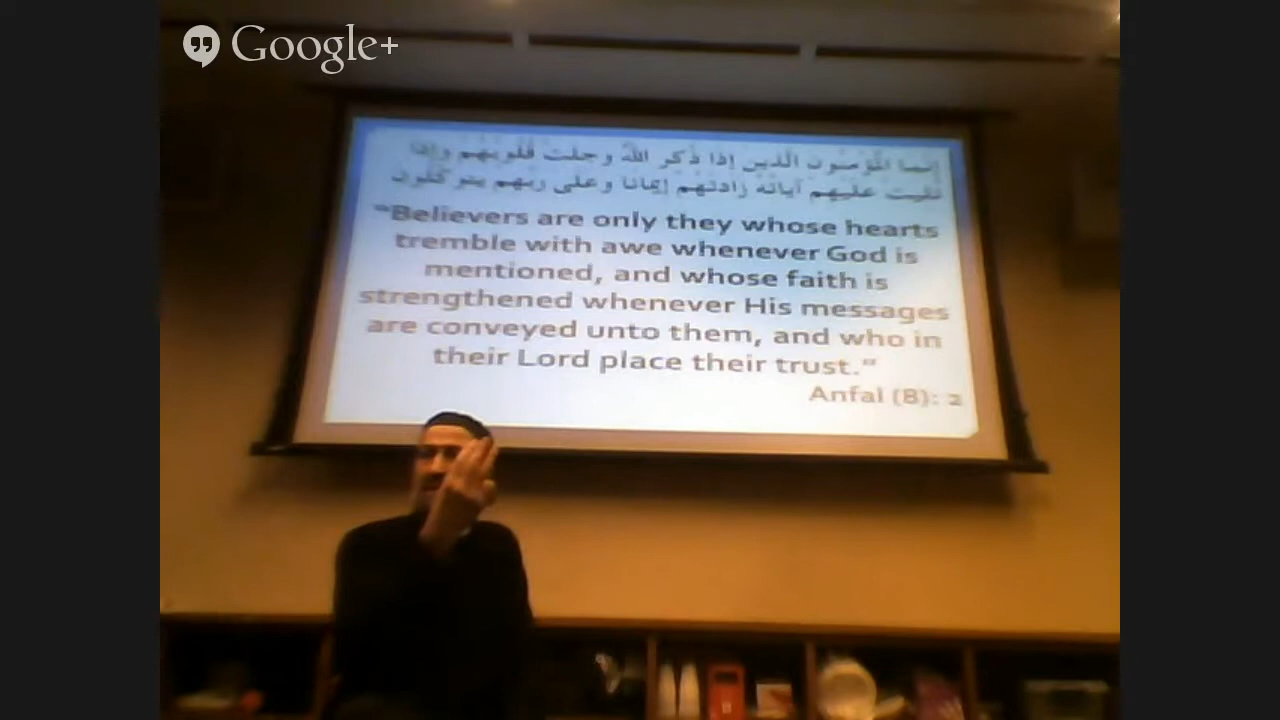 Google+
إنما المؤمنون الذين إذا ذكر الله وجلت قلوبهم وإذا
تليت عليهم آياته زادتهم إيمانا وعلى ربهم يتوكلون
"Believers are only they whose hearts
tremble with awe whenever God is
mentioned, and whose faith is
strengthened whenever His messages
are conveyed unto them, and who in
their Lord place their trust."
Anfal (8): 2